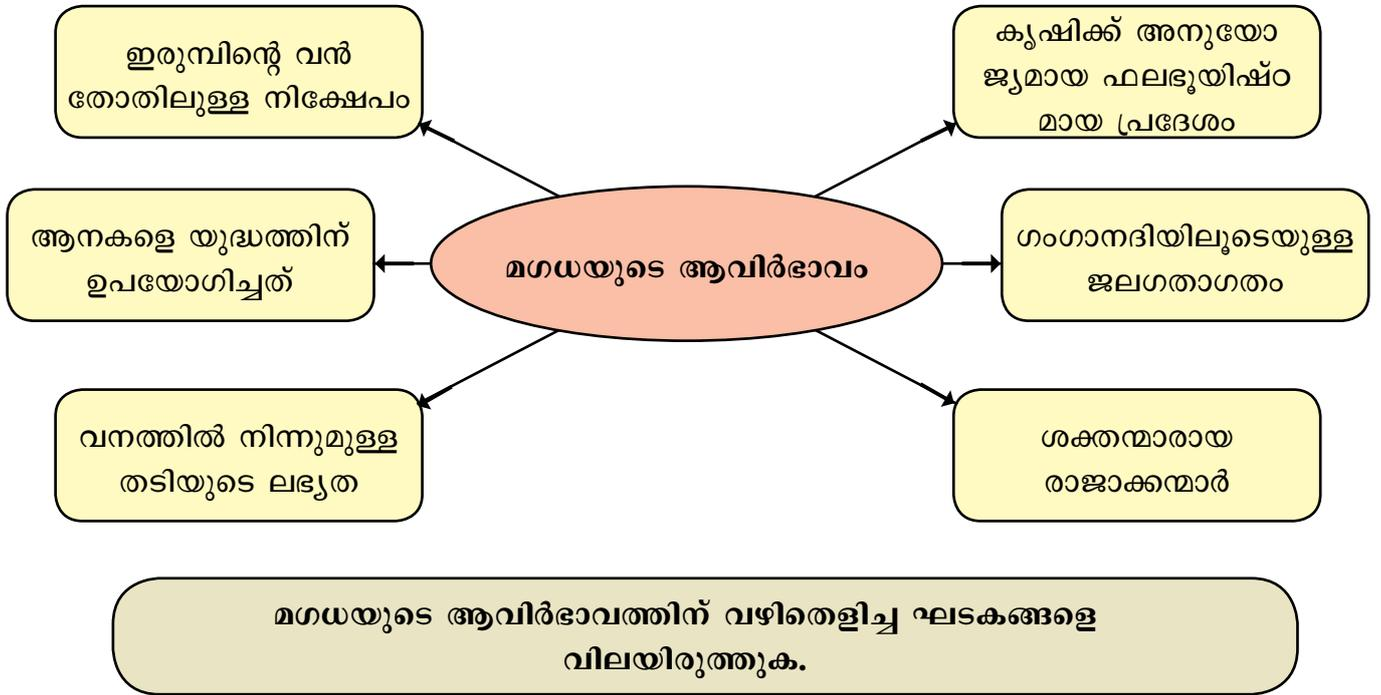 ഇരുമ്പിന്റെ വൻ
തോതിലുള്ള നിക്ഷേപം
കൃഷിക്ക് അനുയോ
ജ്യമായ ഫലഭൂയിഷ്ഠ
മായ പ്രദേശം
ആനകളെ യുദ്ധത്തിന്
ഉപയോഗിച്ചത്
മഗധയുടെ ആവിർഭാവം
ഗംഗാനദിയിലൂടെയുള്ള
ജലഗതാഗതം
വനത്തിൽ നിന്നുമുള്ള
തടിയുടെ ലഭ്യത
ശക്തന്മാരായ
രാജാക്കന്മാർ
മഗധയുടെ ആവിർഭാവത്തിന് വഴിതെളിച്ച ഘടകങ്ങളെ
വിലയിരുത്തുക.